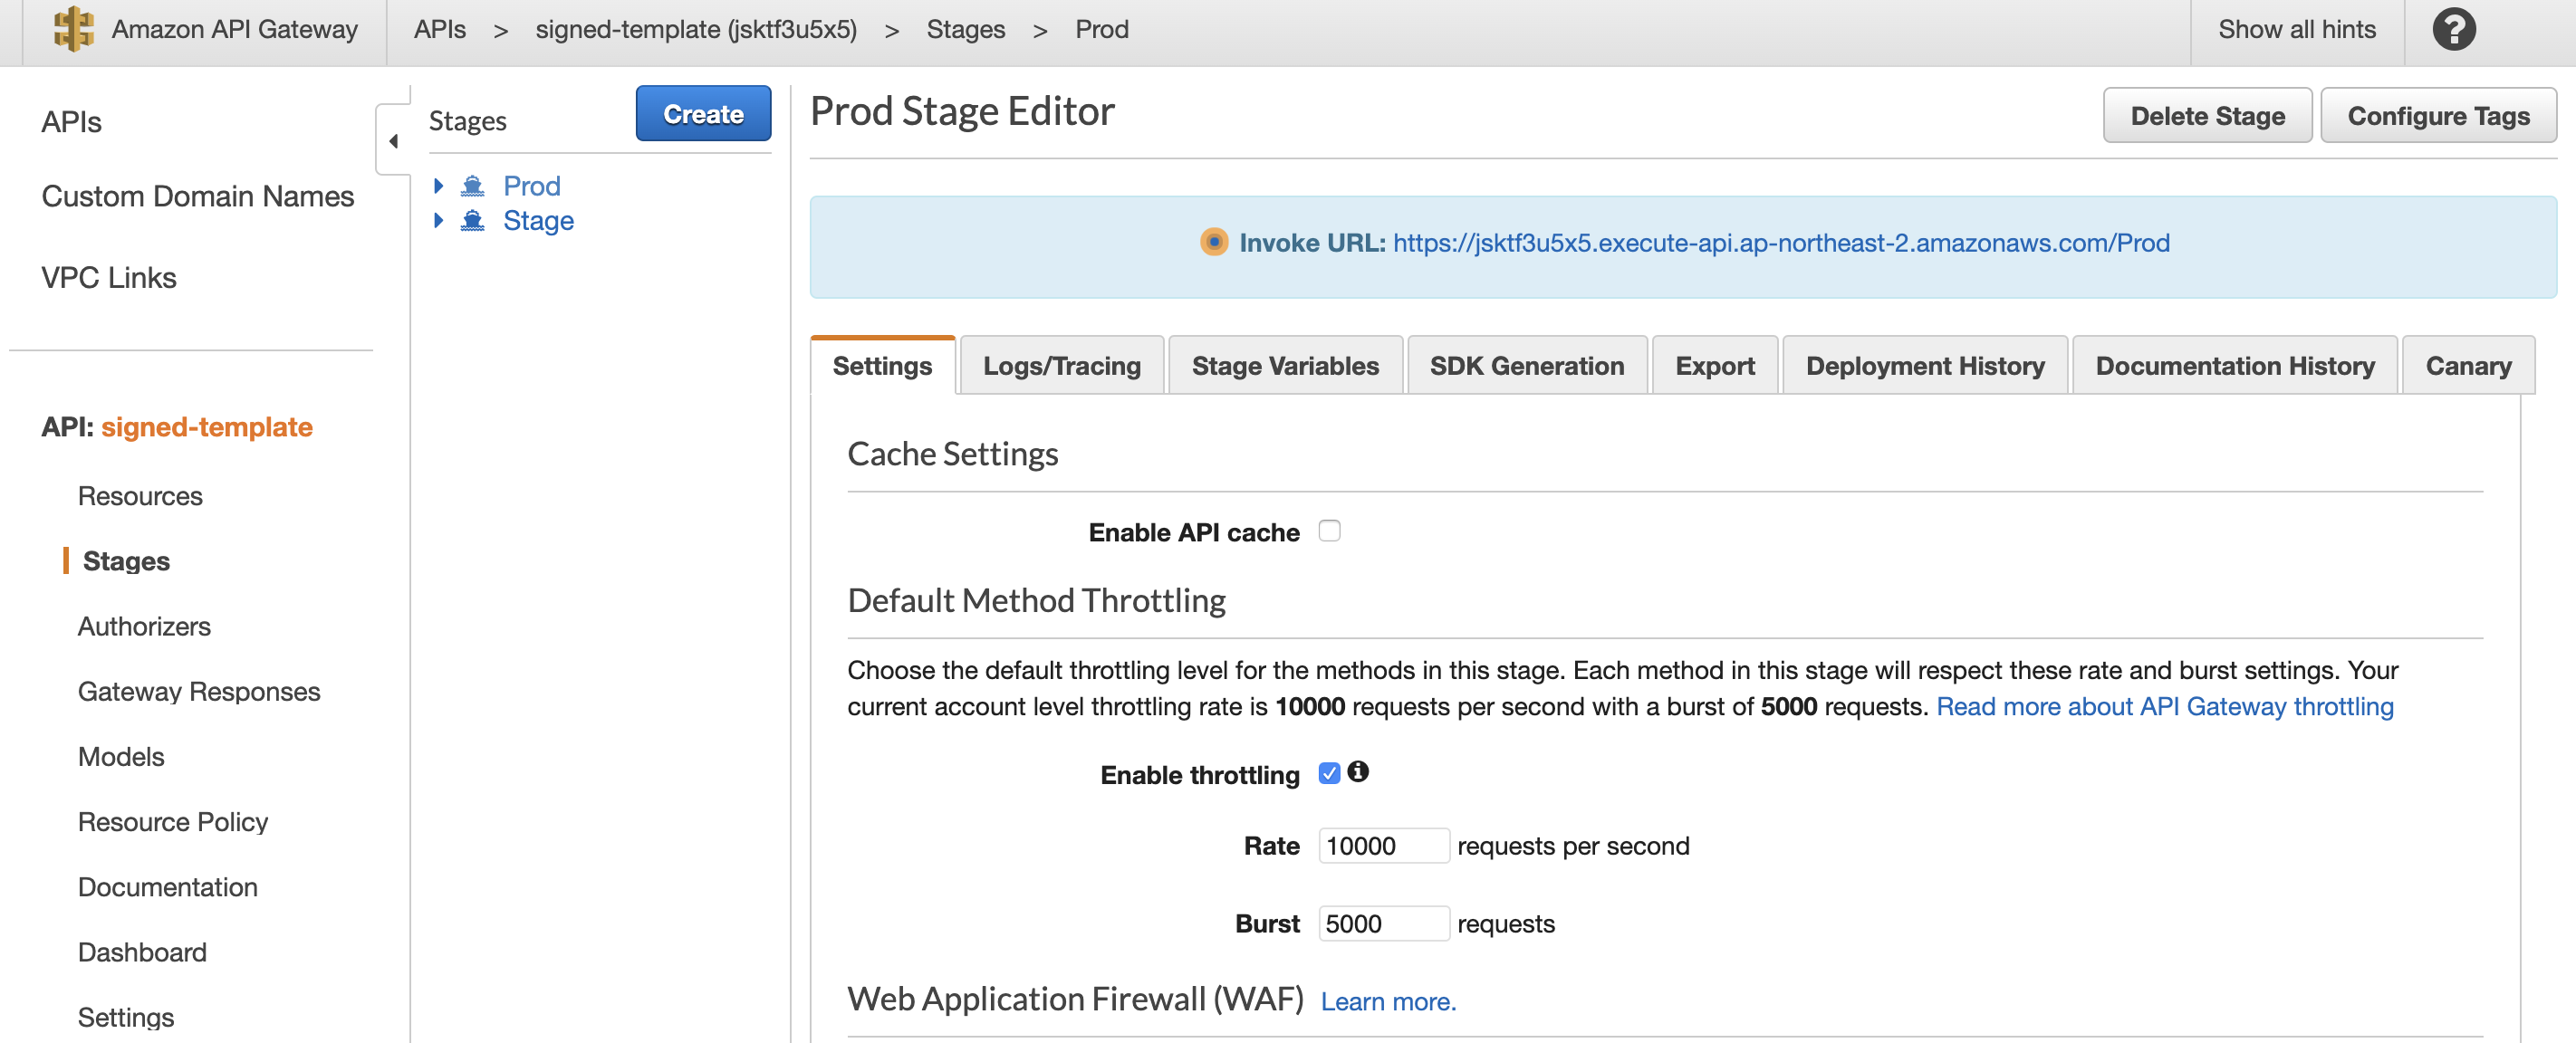 Amazon API Gateway APIs > signed-template (jsktf3u5x5) > Stages > Prod Show all hints ?
APIs
Custom Domain Names
VPC Links
API: signed-template
Resources
Stages
Authorizers
Gateway Responses
Models
Resource Policy
Documentation
Dashboard
Settings
Stages Create
Prod
Stage
Prod Stage Editor Delete Stage Configure Tags
Invoke URL: https://jsktf3u5x5.execute-api.ap-northeast-2.amazonaws.com/Prod
Settings Logs/Tracing Stage Variables SDK Generation Export Deployment History Documentation History Canary
Cache Settings
Enable API cache
Default Method Throttling
Choose the default throttling level for the methods in this stage. Each method in this stage will respect these rate and burst settings. Your
current account level throttling rate is 10000 requests per second with a burst of 5000 requests. Read more about API Gateway throttling
Enable throttling
Rate 10000 requests per second
Burst 5000 requests
Web Application Firewall (WAF) Learn more.